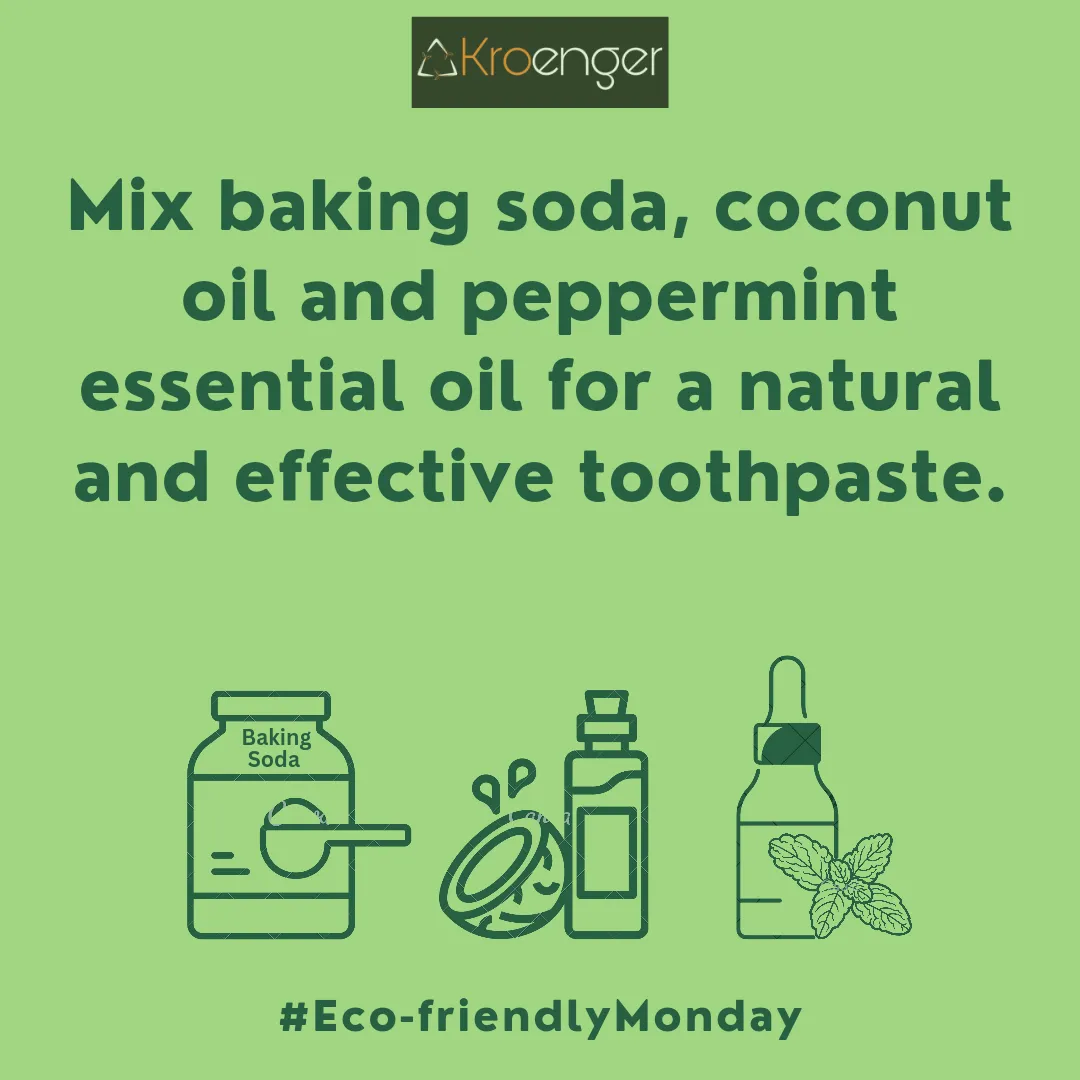 Kroenger
Mix baking soda, coconut
oil and peppermint
essential oil for a natural
and effective toothpaste.
Baking
Soda
Canva
#Eco-friendlyMonday